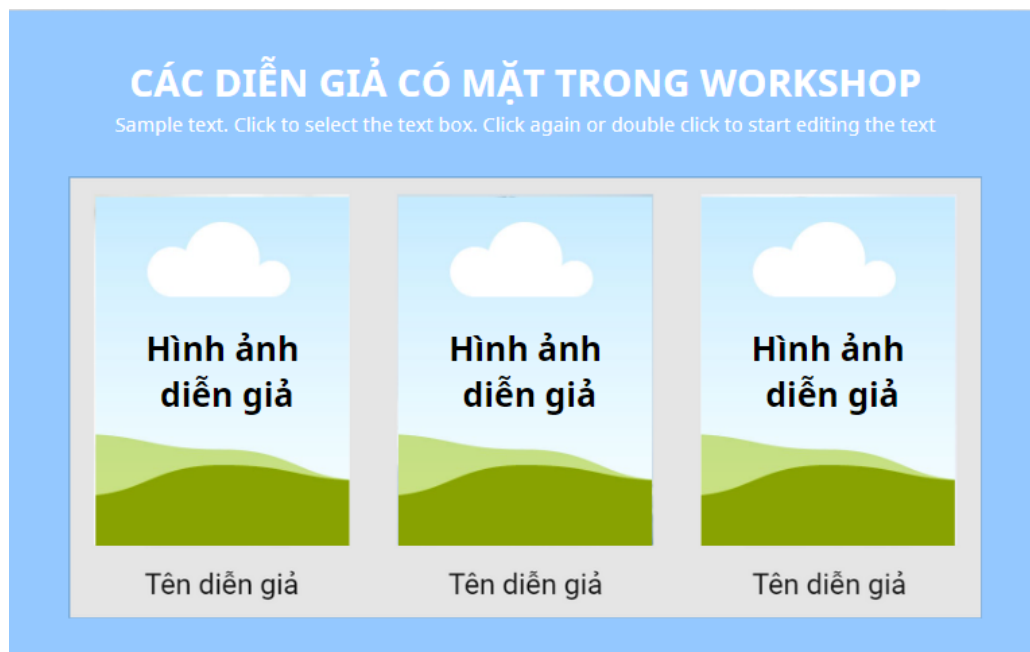 CÁC DIỄN GIẢ CÓ MẶT TRONG WORKSHOP
Sample text. Click to select the text box. Click again or double click to start editing the text
Hình ảnh
diễn giả
Hình ảnh
diễn giả
Hình ảnh
diễn giả
Tên diễn giả
Tên diễn giả
Tên diễn giả